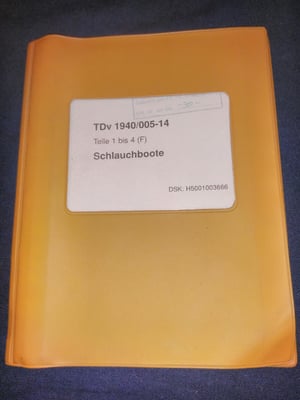 TDv 1940/005-14
Teile 1 bis 4 (F)
Schlauchboote
DSK: H5001003666